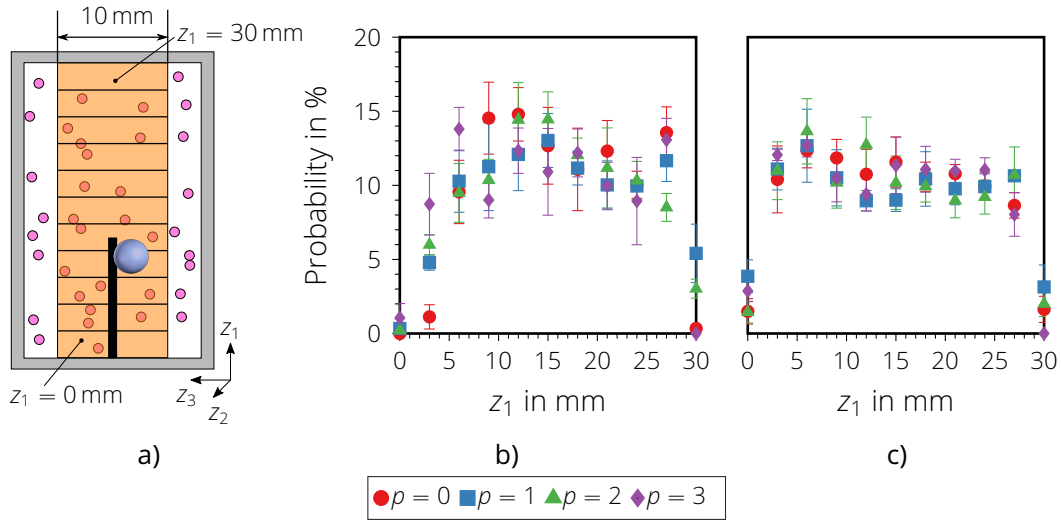 10 mm
z₁ = 30 mm
z₁ = 0 mm
z₁
z₃
z₂
a)
Probability in %
20
15
10
5
0
0 5 10 15 20 25 30
z₁ in mm
b)
0 5 10 15 20 25 30
z₁ in mm
c)
p = 0 p = 1 p = 2 p = 3